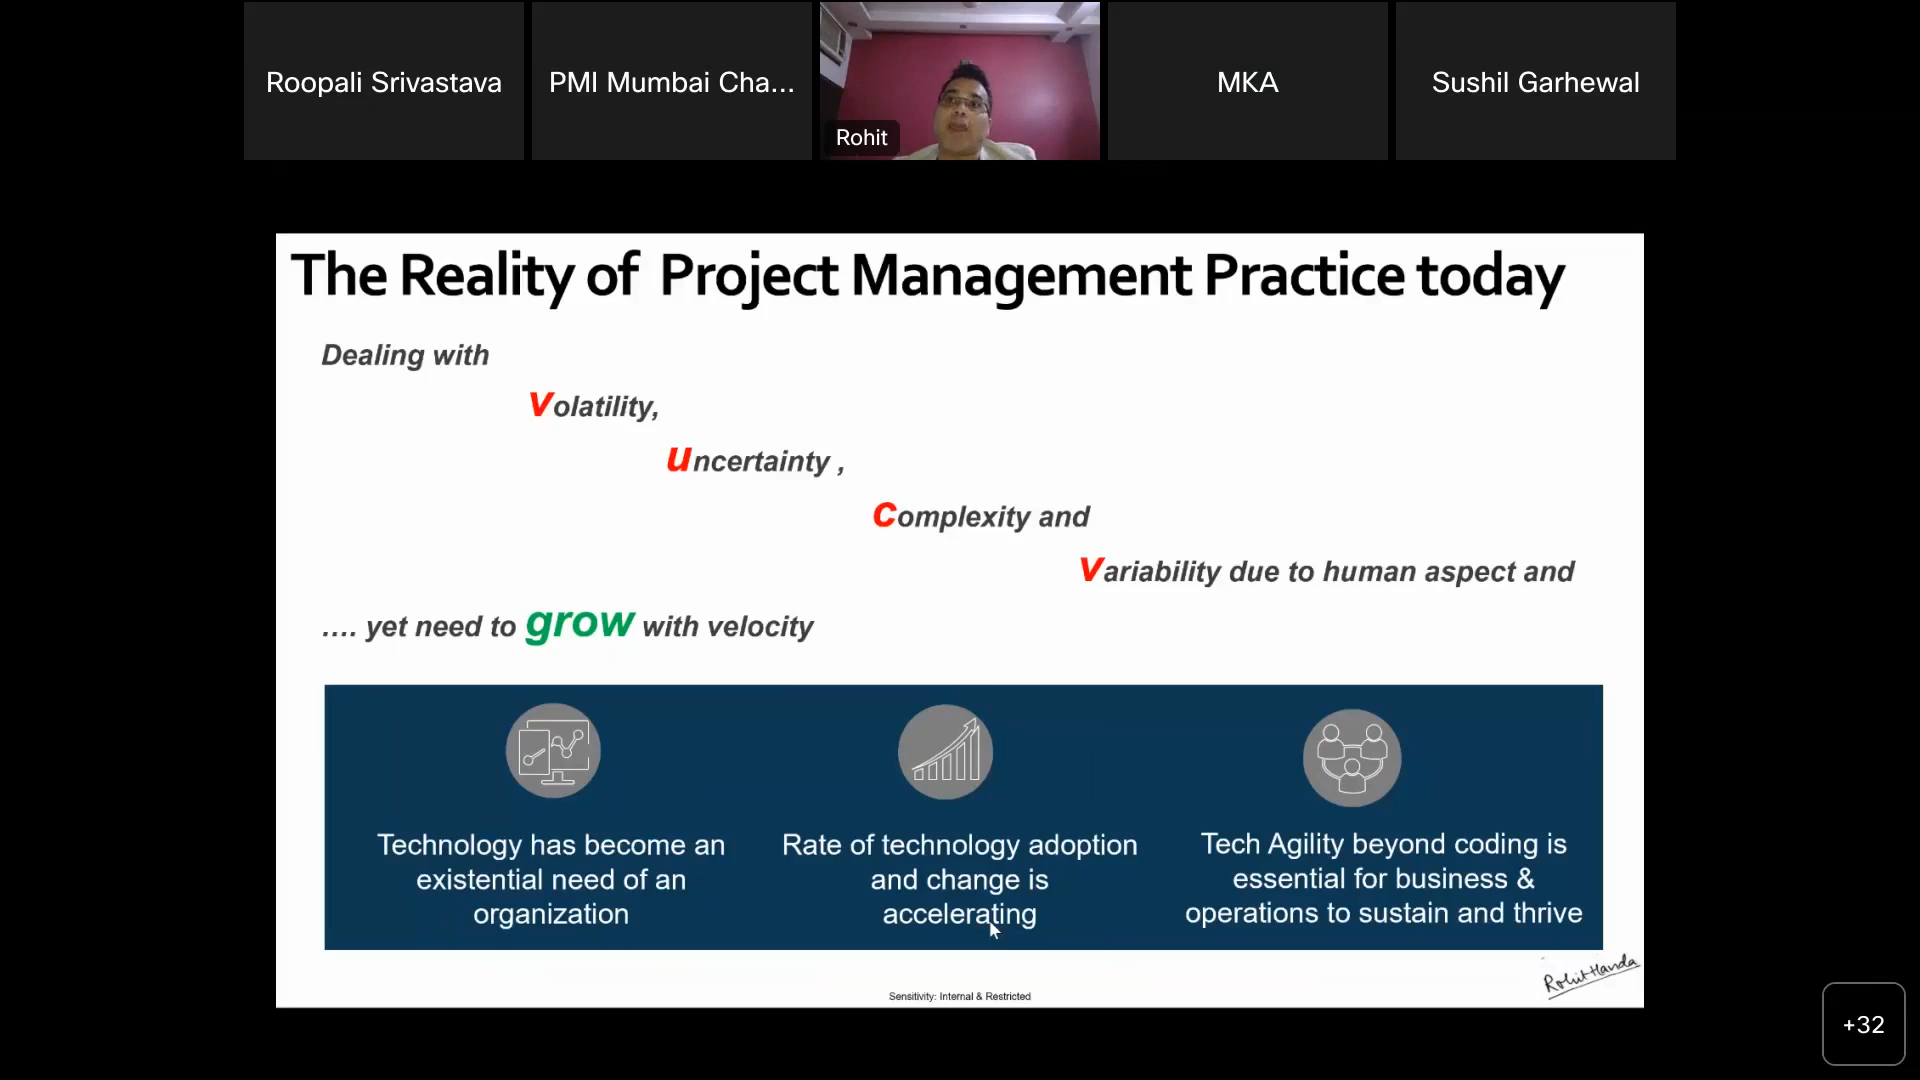 Roopali Srivastava
PMI Mumbai Cha...
Rohit
MKA
Sushil Garhewal
The Reality of Project Management Practice today
Dealing with
Volatility,
uncertainty ,
Complexity and
Variability due to human aspect and
.... yet need to grow with velocity
Technology has become an
existential need of an
organization
Rate of technology adoption
and change is
accelerating
Tech Agility beyond coding is
essential for business &
operations to sustain and thrive
Rohit Handa
Sensitivity: Internal & Restricted
+32